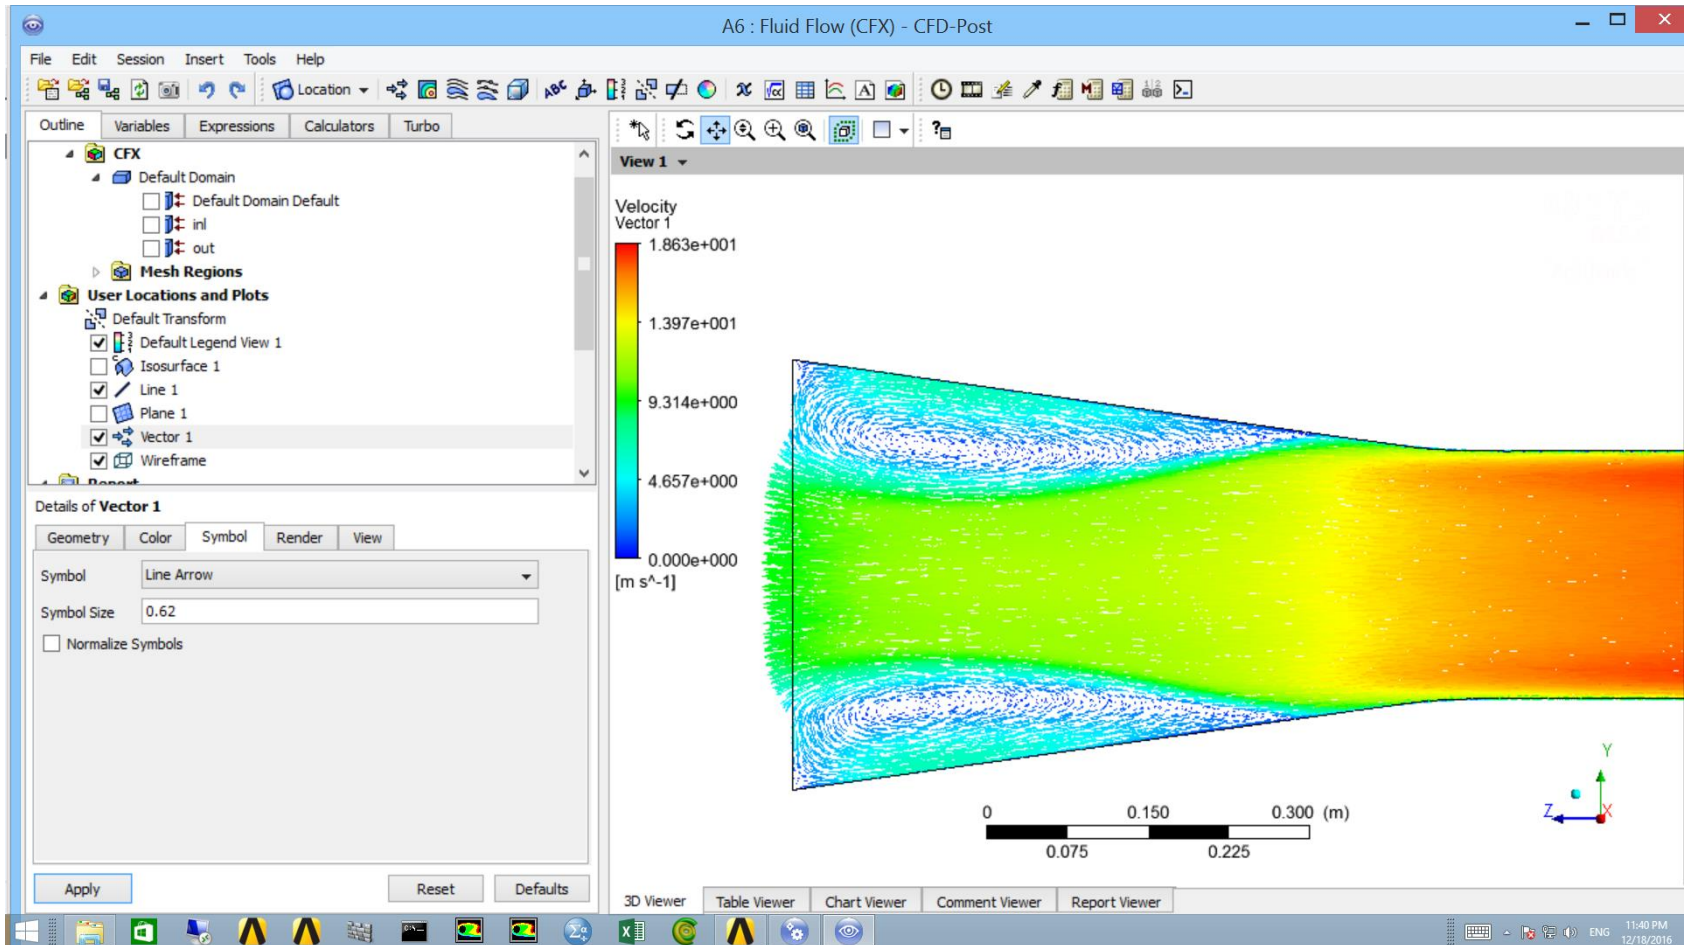 A6 : Fluid Flow (CFX) - CFD-Post
File Edit Session Insert Tools Help
Location
Outline Variables Expressions Calculators Turbo
CFX
Default Domain
Default Domain Default
inl
out
Mesh Regions
User Locations and Plots
Default Transform
Default Legend View 1
Isosurface 1
Line 1
Plane 1
Vector 1
Wireframe
Report
Details of Vector 1
Geometry Color Symbol Render View
Symbol Line Arrow
Symbol Size 0.62
Normalize Symbols
Apply Reset Defaults
View 1
Velocity
Vector 1
1.863e+001
1.397e+001
9.314e+000
4.657e+000
0.000e+000
[m s^-1]
0 0.150 0.300 (m)
0.075 0.225
Y
Z X
3D Viewer Table Viewer Chart Viewer Comment Viewer Report Viewer
ENG
11:40 PM
12/18/2016